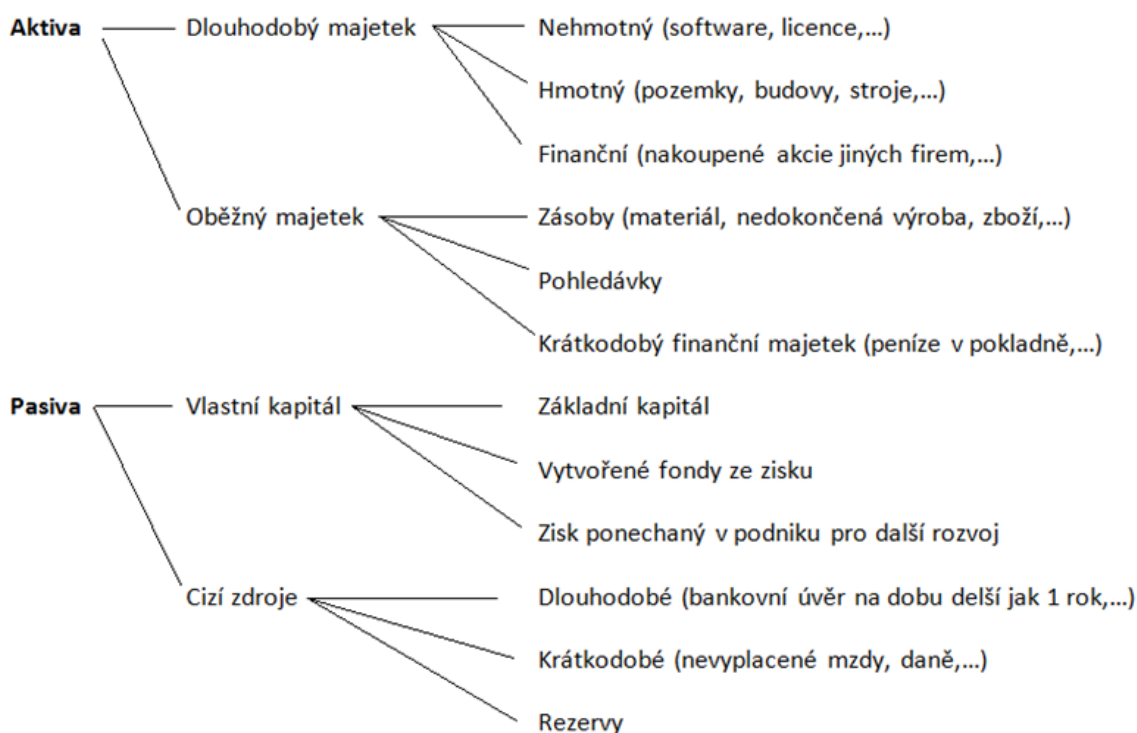 Aktiva Dlouhodobý majetek Nehmotný (software, licence,...)
Hmotný (pozemky, budovy, stroje,...)
Finanční (nakoupené akcie jiných firem,...)
Oběžný majetek Zásoby (materiál, nedokončená výroba, zboží,...)
Pohledávky
Krátkodobý finanční majetek (peníze v pokladně,...)
Pasiva Vlastní kapitál Základní kapitál
Vytvořené fondy ze zisku
Zisk ponechaný v podniku pro další rozvoj
Cizí zdroje Dlouhodobé (bankovní úvěr na dobu delší jak 1 rok,...)
Krátkodobé (nevyplacené mzdy, daně,...)
Rezervy